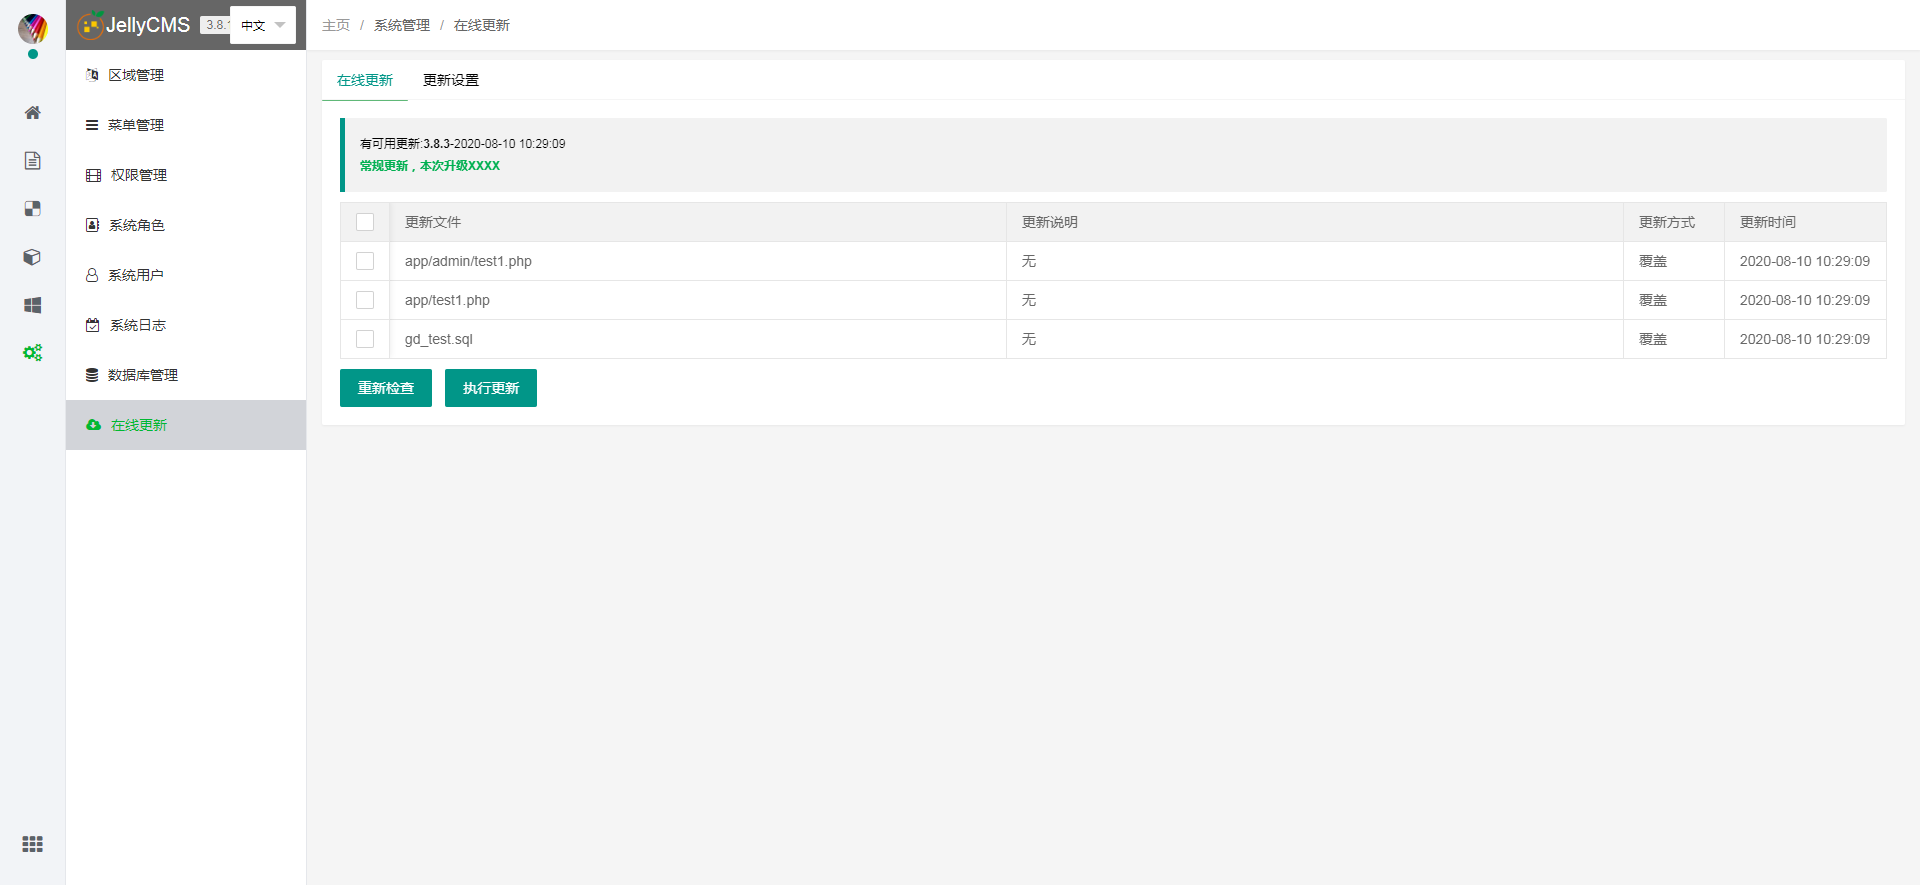 JellyCMS 3.8. 中文
主页 / 系统管理 / 在线更新
区域管理
菜单管理
权限管理
系统角色
系统用户
系统日志
数据库管理
在线更新
在线更新 更新设置
有可用更新:3.8.3-2020-08-10 10:29:09
常规更新，本次升级XXXX
更新文件 更新说明 更新方式 更新时间
app/admin/test1.php 无 覆盖 2020-08-10 10:29:09
app/test1.php 无 覆盖 2020-08-10 10:29:09
gd_test.sql 无 覆盖 2020-08-10 10:29:09
重新检查 执行更新